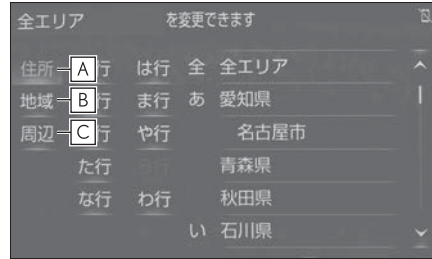 全エリア を変更できます
住所 A 行 は行 全 全エリア
地域 B 行 ま行 あ 愛知県
周辺 C 行 や行 名古屋市
た行 青森県
な行 わ行 秋田県
い 石川県